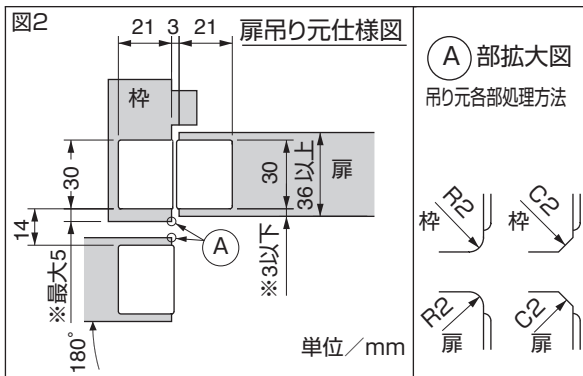 図2
扉吊り元仕様図
21 3 21
枠
30
14
※最大5
180°
30
36以上
扉
※3以下
A
単位／mm
A 部拡大図
吊り元各部処理方法
枠 R2
枠 C2
R2 扉
C2 扉